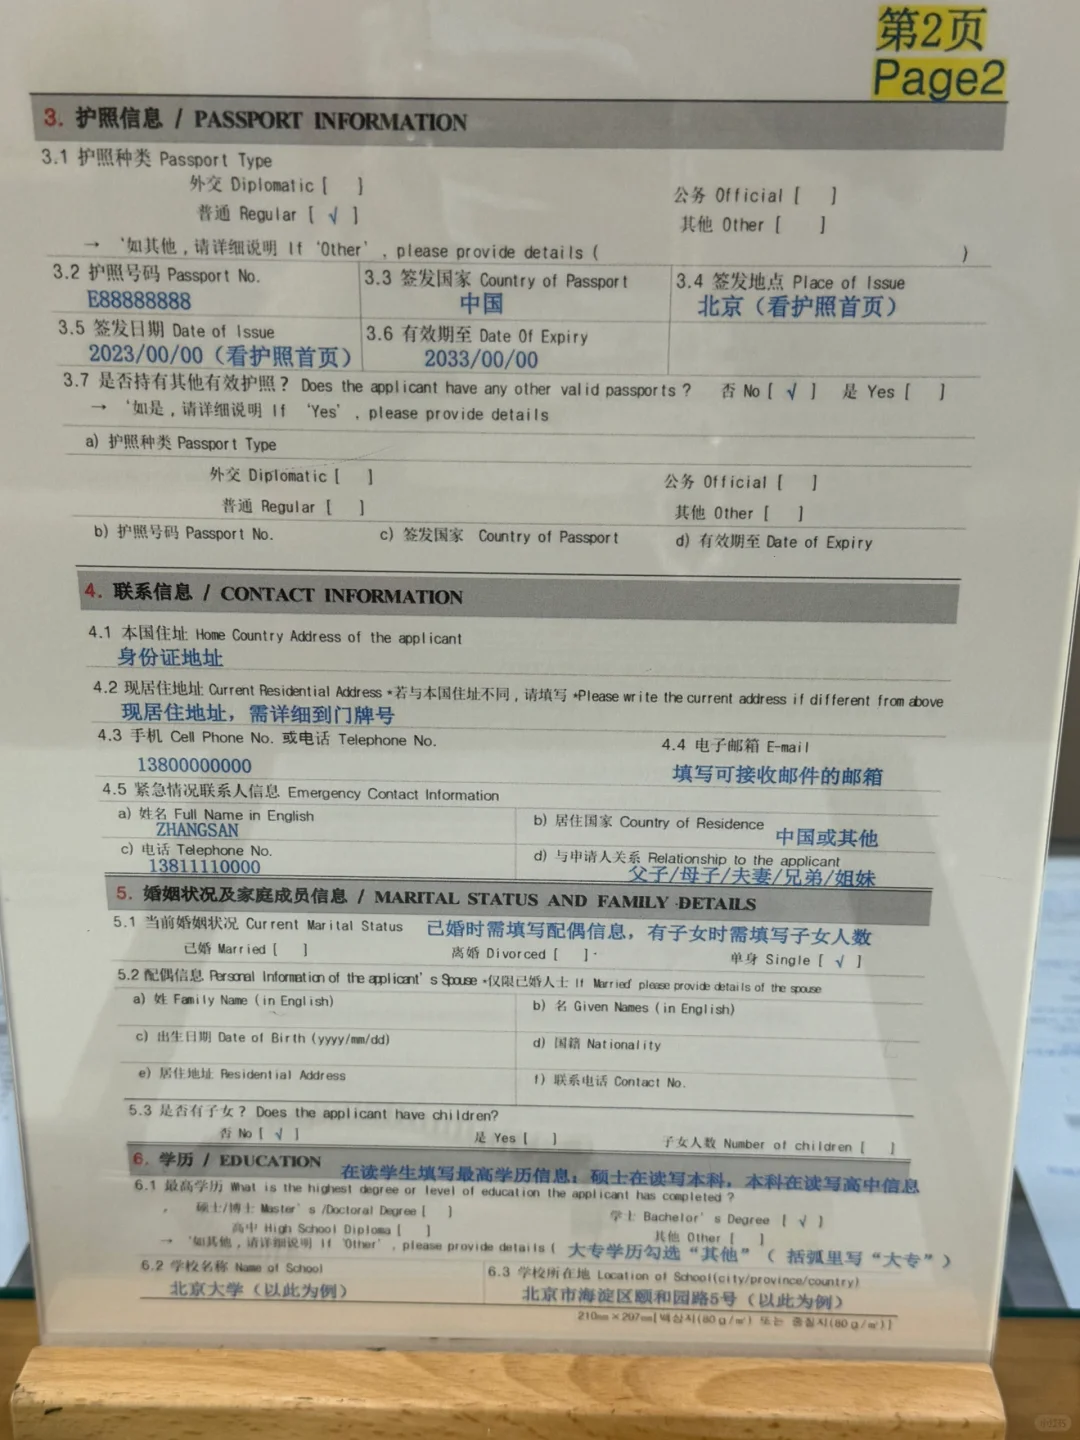 第2页
Page2
3. 护照信息 / PASSPORT INFORMATION
3.1 护照种类 Passport Type
外交 Diplomatic [ ]
公务 Official [ ]
普通 Regular [ √ ]
其他 Other [ ]
→ '如其他，请详细说明 If 'Other' , please provide details ( )
3.2 护照号码 Passport No.
3.3 签发国家 Country of Passport
3.4 签发地点 Place of Issue
E88888888
中国
北京（看护照首页）
3.5 签发日期 Date of Issue
3.6 有效期至 Date Of Expiry
2023/00/00（看护照首页）
2033/00/00
3.7 是否持有其他有效护照？ Does the applicant have any other valid passports ? 否 No [ √ ] 是 Yes [ ]
→ '如是，请详细说明 If 'Yes' , please provide details
a) 护照种类 Passport Type
外交 Diplomatic [ ]
公务 Official [ ]
普通 Regular [ ]
其他 Other [ ]
b) 护照号码 Passport No.
c) 签发国家 Country of Passport
d) 有效期至 Date of Expiry
4. 联系信息 / CONTACT INFORMATION
4.1 本国住址 Home Country Address of the applicant
身份证地址
4.2 现居住地址 Current Residential Address *若与本国住址不同，请填写 *Please write the current address if different from above
现居住地址，需详细到门牌号
4.3 手机 Cell Phone No. 或电话 Telephone No.
4.4 电子邮箱 E-mail
13800000000
填写可接收邮件的邮箱
4.5 紧急情况联系人信息 Emergency Contact Information
a) 姓名 Full Name in English
b) 居住国家 Country of Residence
ZHANGSAN
中国或其他
c) 电话 Telephone No.
d) 与申请人关系 Relationship to the applicant
13811110000
父子/母子/夫妻/兄弟/姐妹
5. 婚姻状况及家庭成员信息 / MARITAL STATUS AND FAMILY DETAILS
5.1 当前婚姻状况 Current Marital Status
已婚时需填写配偶信息，有子女时需填写子女人数
已婚 Married [ ]
离婚 Divorced [ ]
单身 Single [ √ ]
5.2 配偶信息 Personal Information of the applicant's Spouse *仅限已婚人士 If Married' please provide details of the spouse
a) 姓 Family Name (in English)
b) 名 Given Names (in English)
c) 出生日期 Date of Birth (yyyy/mm/dd)
d) 国籍 Nationality
e) 居住地址 Residential Address
f) 联系电话 Contact No.
5.3 是否有子女？ Does the applicant have children?
否 No [ √ ]
是 Yes [ ]
子女人数 Number of children [ ]
6. 学历 / EDUCATION
在读学生填写最高学历信息；硕士在读写本科，本科在读写高中信息
6.1 最高学历 What is the highest degree or level of education the applicant has completed ?
硕士/博士 Master's /Doctoral Degree [ ]
学士 Bachelor's Degree [ √ ]
高中 High School Diploma [ ]
其他 Other [ ]
→ '如其他，请详细说明 If 'Other' , please provide details ( 大专学历勾选“其他”（ 括弧里写“大专”）
6.2 学校名称 Name of School
6.3 学校所在地 Location of School(city/province/country)
北京大学（以此为例）
北京市海淀区颐和园路5号（以此为例）
210㎜×297㎜[백상지(80g/㎡) 또는 중질지(80g/㎡)]
小红书